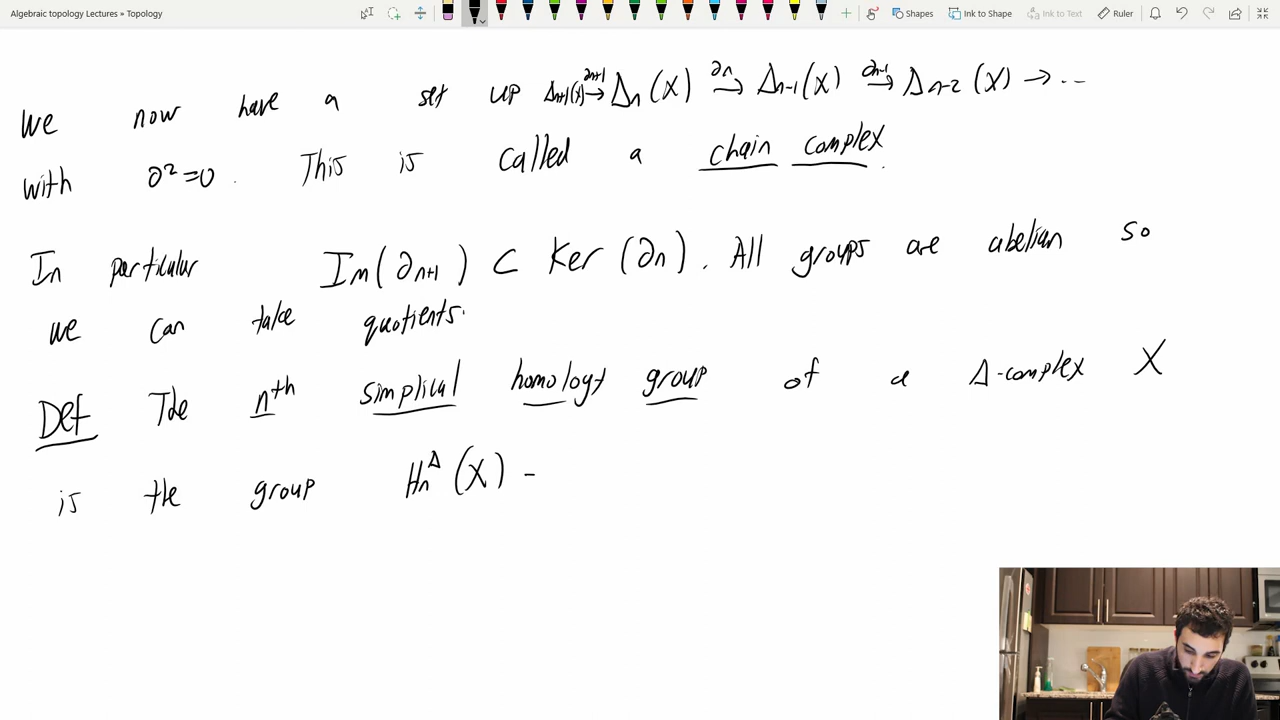 Algebraic topology Lectures » Topology
Shapes Ink to Shape Ink to Text Ruler
We now have a set up Δn+1(X) →∂n+1 Δn(X) →∂n Δn-1(X) →∂n-1 Δn-2(X) → ...
with ∂²=0. This is called a chain complex.
In particular Im(∂n+1) ⊂ Ker(∂n). All groups are abelian so
we can take quotients.
Def The nth simplical homology group of a Δ-complex X
is the group HnΔ(X) -